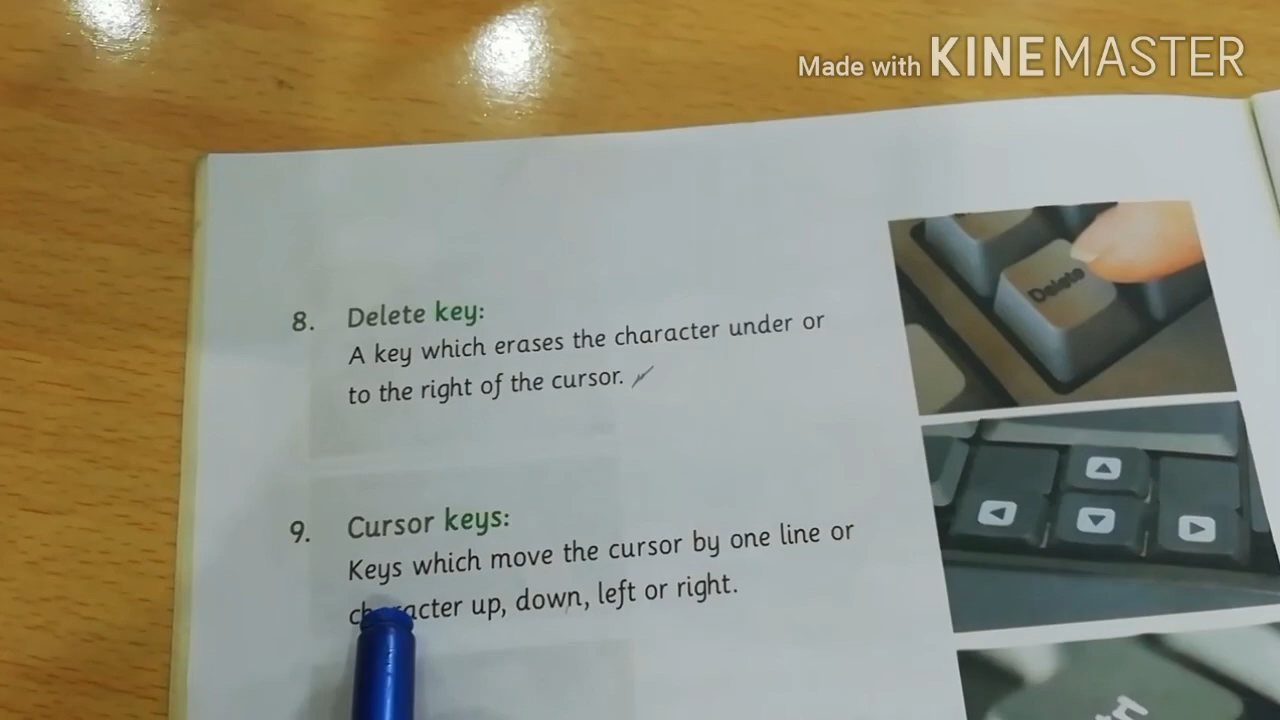 Made with KINEMASTER
8. Delete key:
A key which erases the character under or
to the right of the cursor.
Delete
9. Cursor keys:
Keys which move the cursor by one line or
character up, down, left or right.